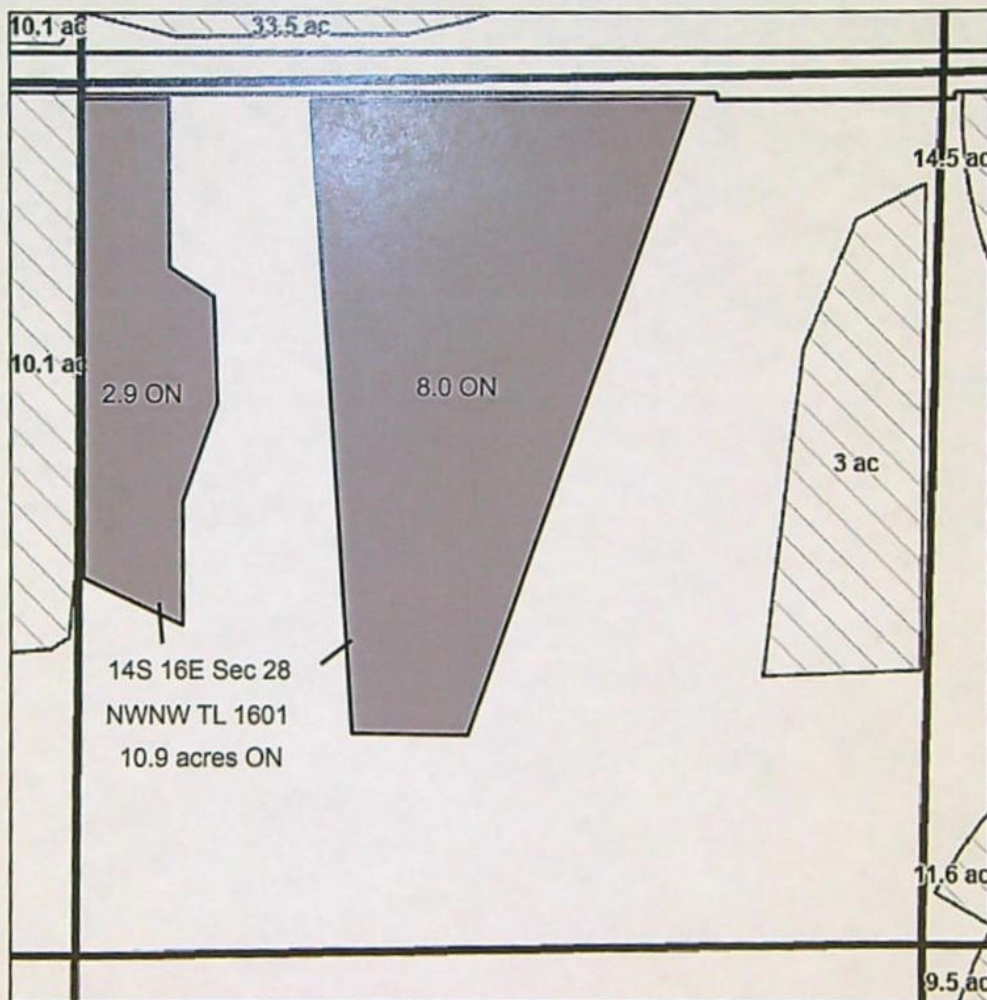 10.1 ac
33.5 ac
14.5 ac
10.1 ac
2.9 ON
8.0 ON
3 ac
14S 16E Sec 28
NWNW TL 1601
10.9 acres ON
11.6 ac
9.5 ac